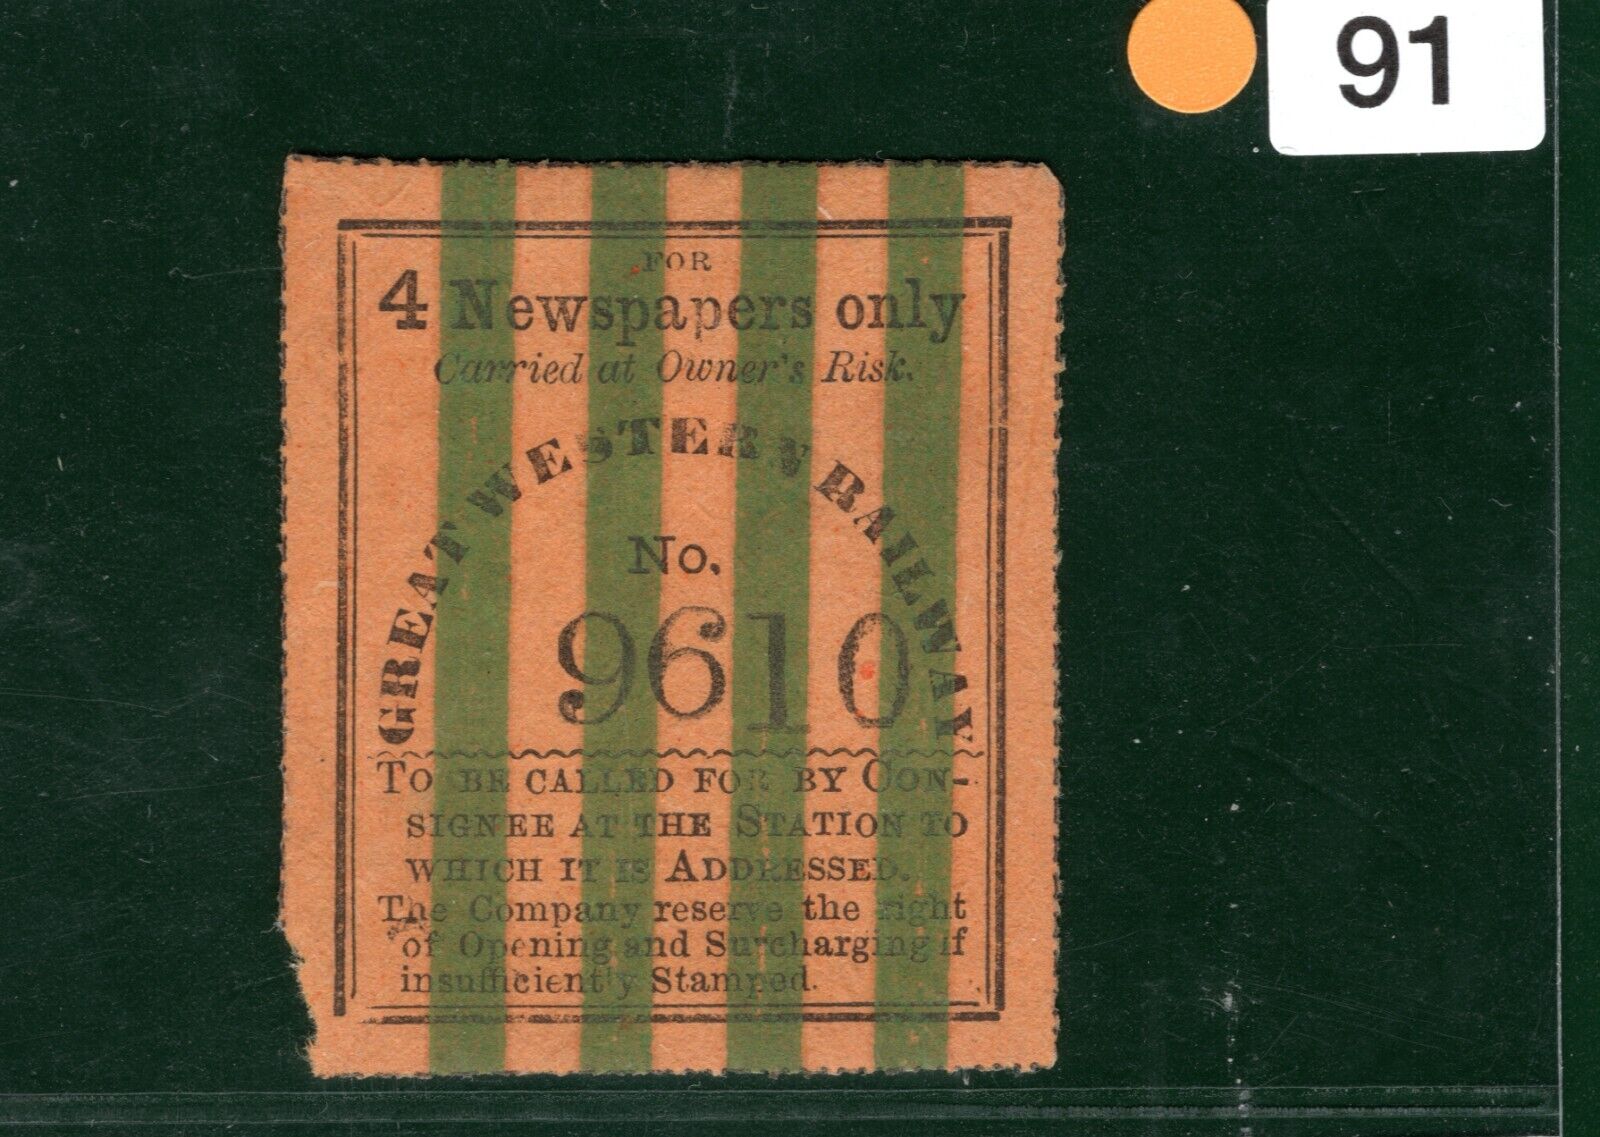 91
FOR
4 Newspapers only
Carried at Owner's Risk.
GREAT WESTERN RAILWAY
No.
9610
TO BE CALLED FOR BY CON-
SIGNEE AT THE STATION TO
WHICH IT IS ADDRESSED.
The Company reserve the right
of Opening and Surcharging if
insufficiently Stamped.